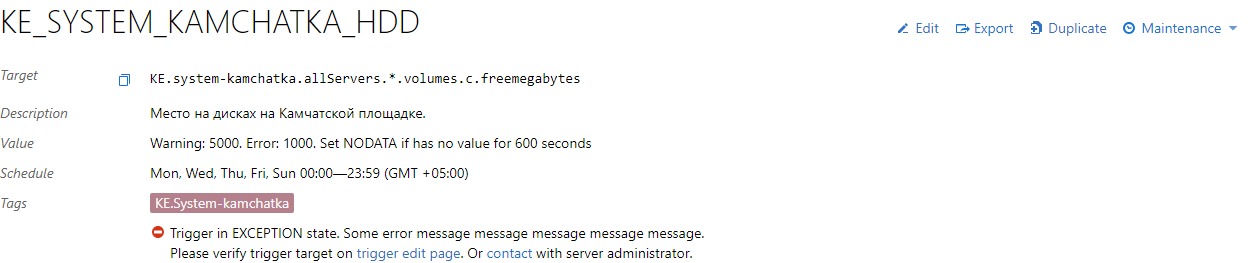 KE_SYSTEM_KAMCHATKA_HDD
Edit Export Duplicate Maintenance
Target KE.system-kamchatka.allServers.*.volumes.c.freemegabytes
Description Место на дисках на Камчатской площадке.
Value Warning: 5000. Error: 1000. Set NODATA if has no value for 600 seconds
Schedule Mon, Wed, Thu, Fri, Sun 00:00—23:59 (GMT +05:00)
Tags KE.System-kamchatka
Trigger in EXCEPTION state. Some error message message message message message.
Please verify trigger target on trigger edit page. Or contact with server administrator.